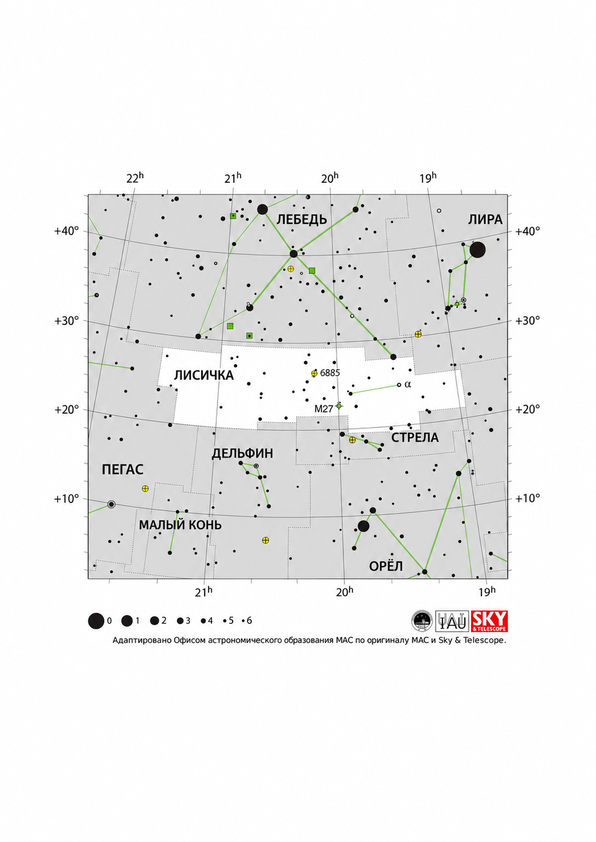 22h 21h 20h 19h
ЛЕБЕДЬ ЛИРА
+40° +40°
+30° +30°
ЛИСИЧКА 6885 α
M27
+20° +20°
СТРЕЛА
ДЕЛЬФИН
ПЕГАС
+10° +10°
МАЛЫЙ КОНЬ
ОРЁЛ
21h 20h 19h
0 1 2 3 4 5 6
IAU SKY & TELESCOPE
Адаптировано Офисом астрономического образования МАС по оригиналу МАС и Sky & Telescope.